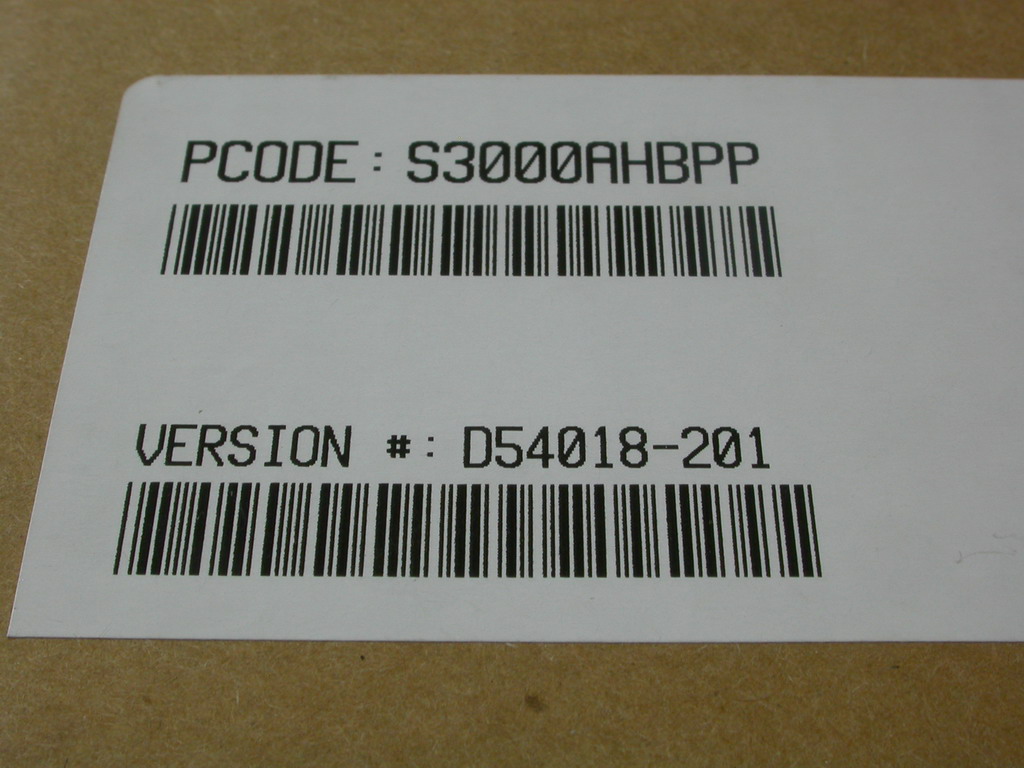 PCODE: S3000AHBPP
VERSION #: D54018-201